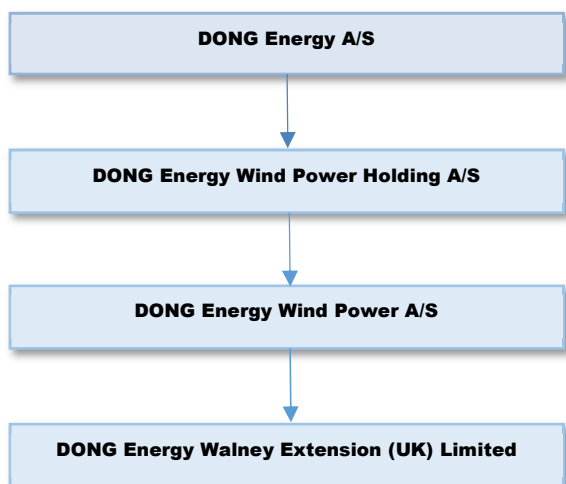 DONG Energy A/S
DONG Energy Wind Power Holding A/S
DONG Energy Wind Power A/S
DONG Energy Walney Extension (UK) Limited